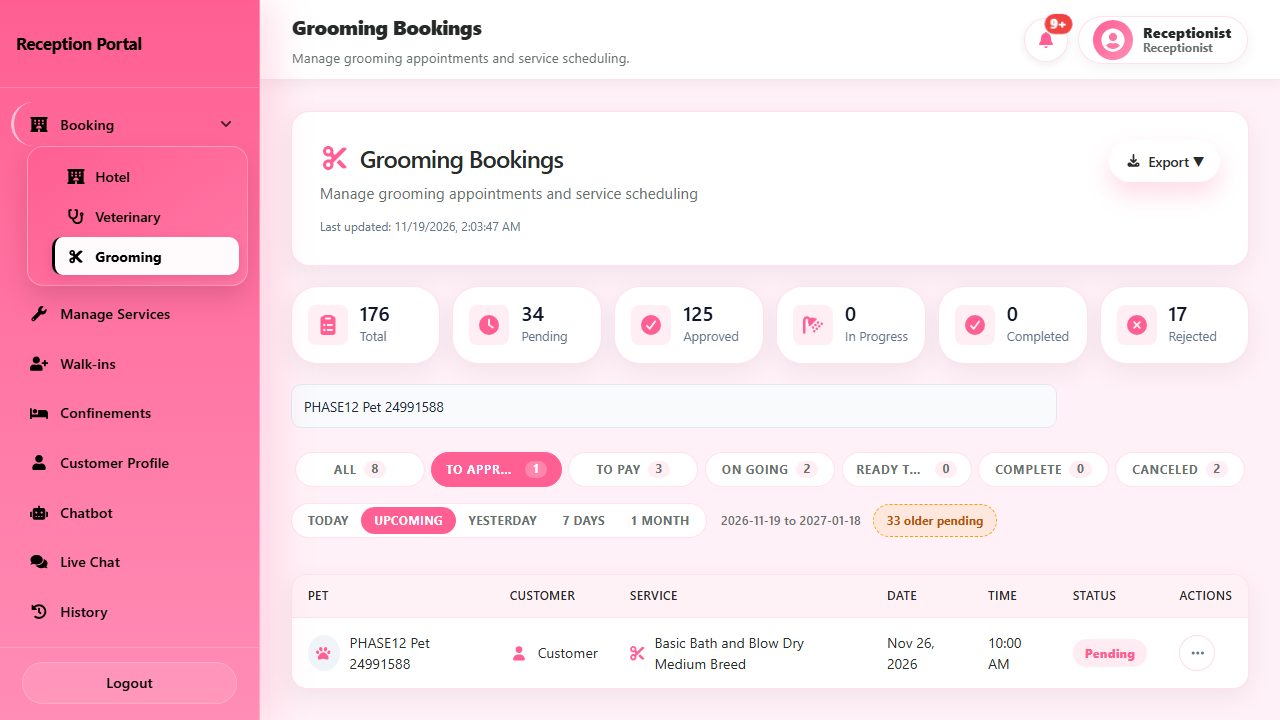 Reception Portal
Booking
Hotel
Veterinary
Grooming
Manage Services
Walk-ins
Confinements
Customer Profile
Chatbot
Live Chat
History
Logout
Grooming Bookings
Manage grooming appointments and service scheduling.
9+
Receptionist
Receptionist
Grooming Bookings
Manage grooming appointments and service scheduling
Last updated: 11/19/2026, 2:03:47 AM
Export ▼
176
Total
34
Pending
125
Approved
0
In Progress
0
Completed
17
Rejected
PHASE12 Pet 24991588
ALL 8
TO APPR... 1
TO PAY 3
ON GOING 2
READY T... 0
COMPLETE 0
CANCELED 2
TODAY UPCOMING YESTERDAY 7 DAYS 1 MONTH 2026-11-19 to 2027-01-18 33 older pending
PET CUSTOMER SERVICE DATE TIME STATUS ACTIONS
PHASE12 Pet
24991588
Customer
Basic Bath and Blow Dry
Medium Breed
Nov 26,
2026
10:00
AM
Pending